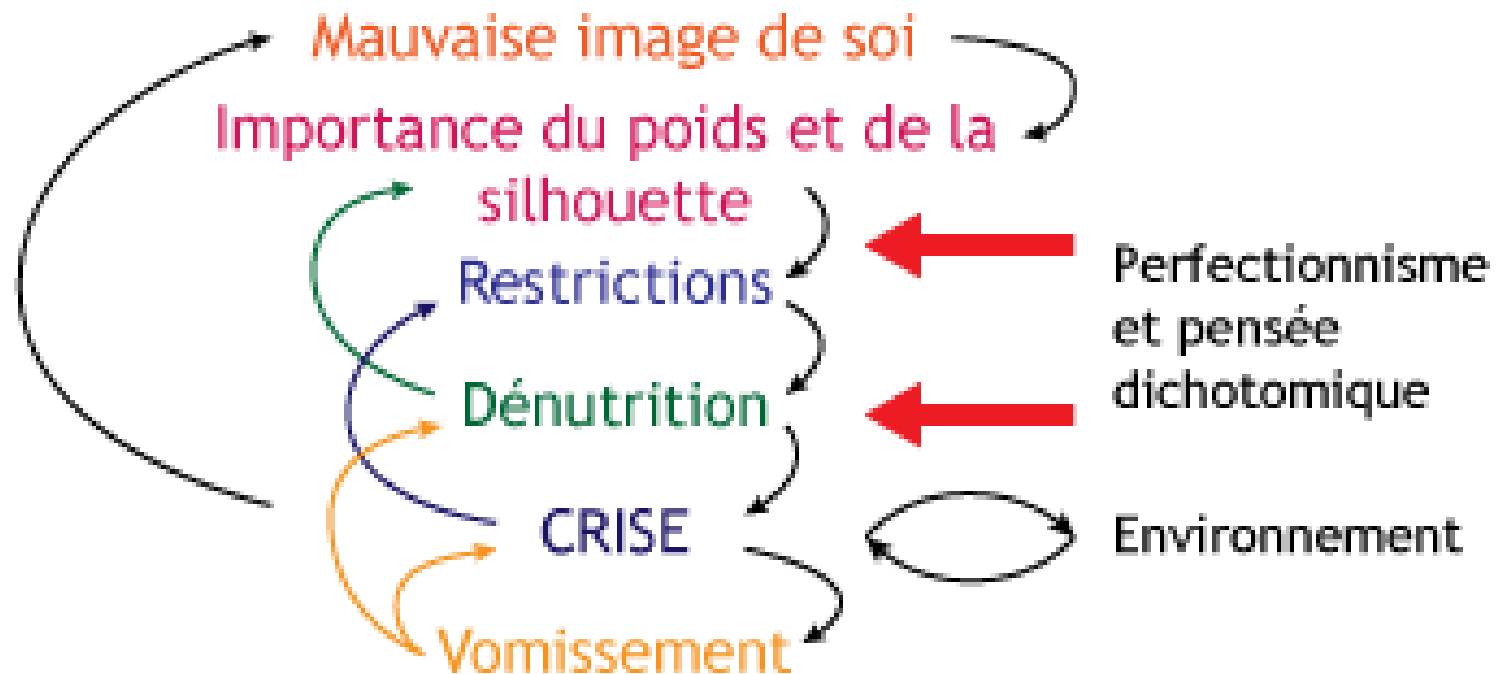 Mauvaise image de soi
Importance du poids et de la
silhouette
Restrictions
Dénutrition
CRISE
Vomissement
Perfectionnisme
et pensée
dichotomique
Environnement